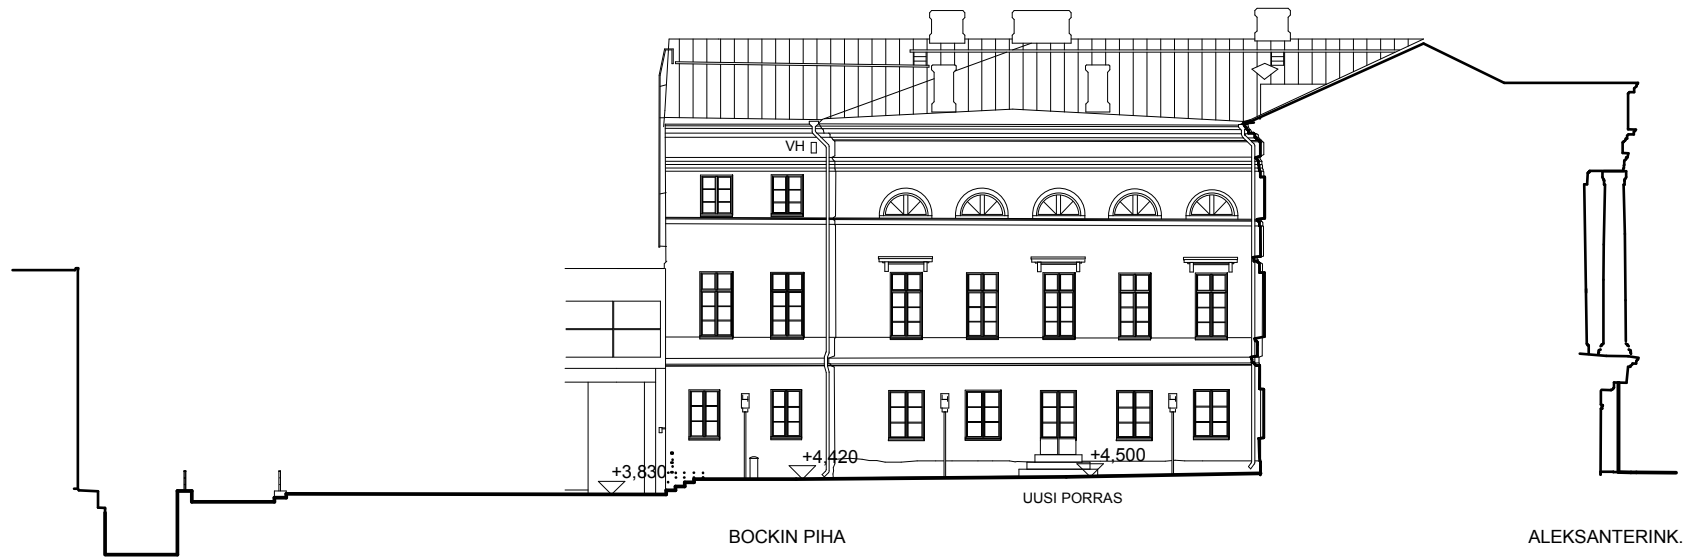 VH
+4,420
+4,500
+3,830
UUSI PORRAS
BOCKIN PIHA
ALEKSANTERINK.